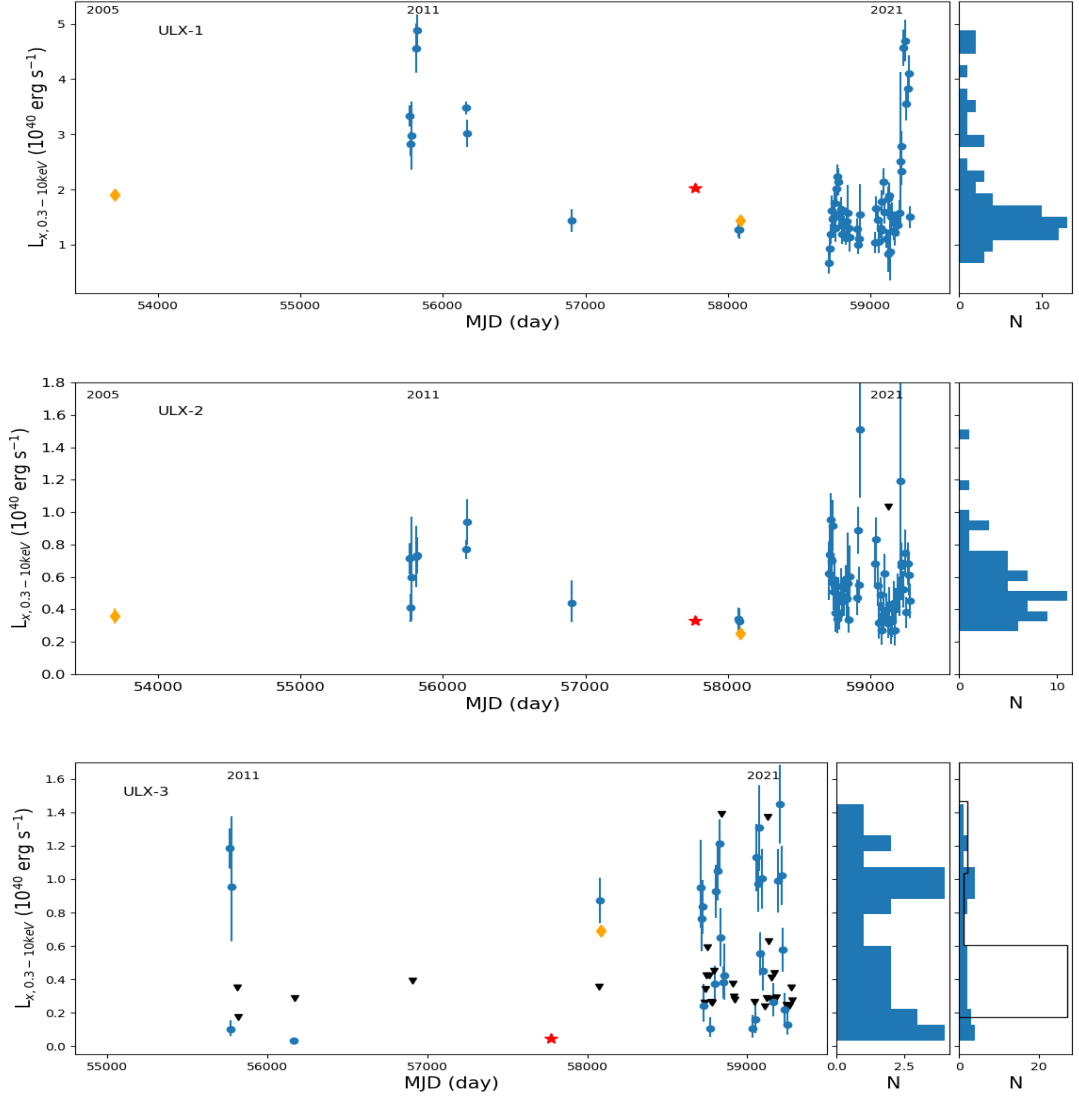 2005
2011
2021
ULX-1
5
4
3
2
1
L_{x,0.3−10keV} (10^{40} erg s^{−1})
54000 55000 56000 57000 58000 59000
MJD (day)
0 10
N
2005
2011
2021
ULX-2
1.8
1.6
1.4
1.2
1.0
0.8
0.6
0.4
0.2
0.0
L_{x,0.3−10keV} (10^{40} erg s^{−1})
54000 55000 56000 57000 58000 59000
MJD (day)
0 5 10
N
2011
2021
ULX-3
1.6
1.4
1.2
1.0
0.8
0.6
0.4
0.2
0.0
L_{x,0.3−10keV} (10^{40} erg s^{−1})
55000 56000 57000 58000 59000
MJD (day)
0.0 2.5
N
0 20
N